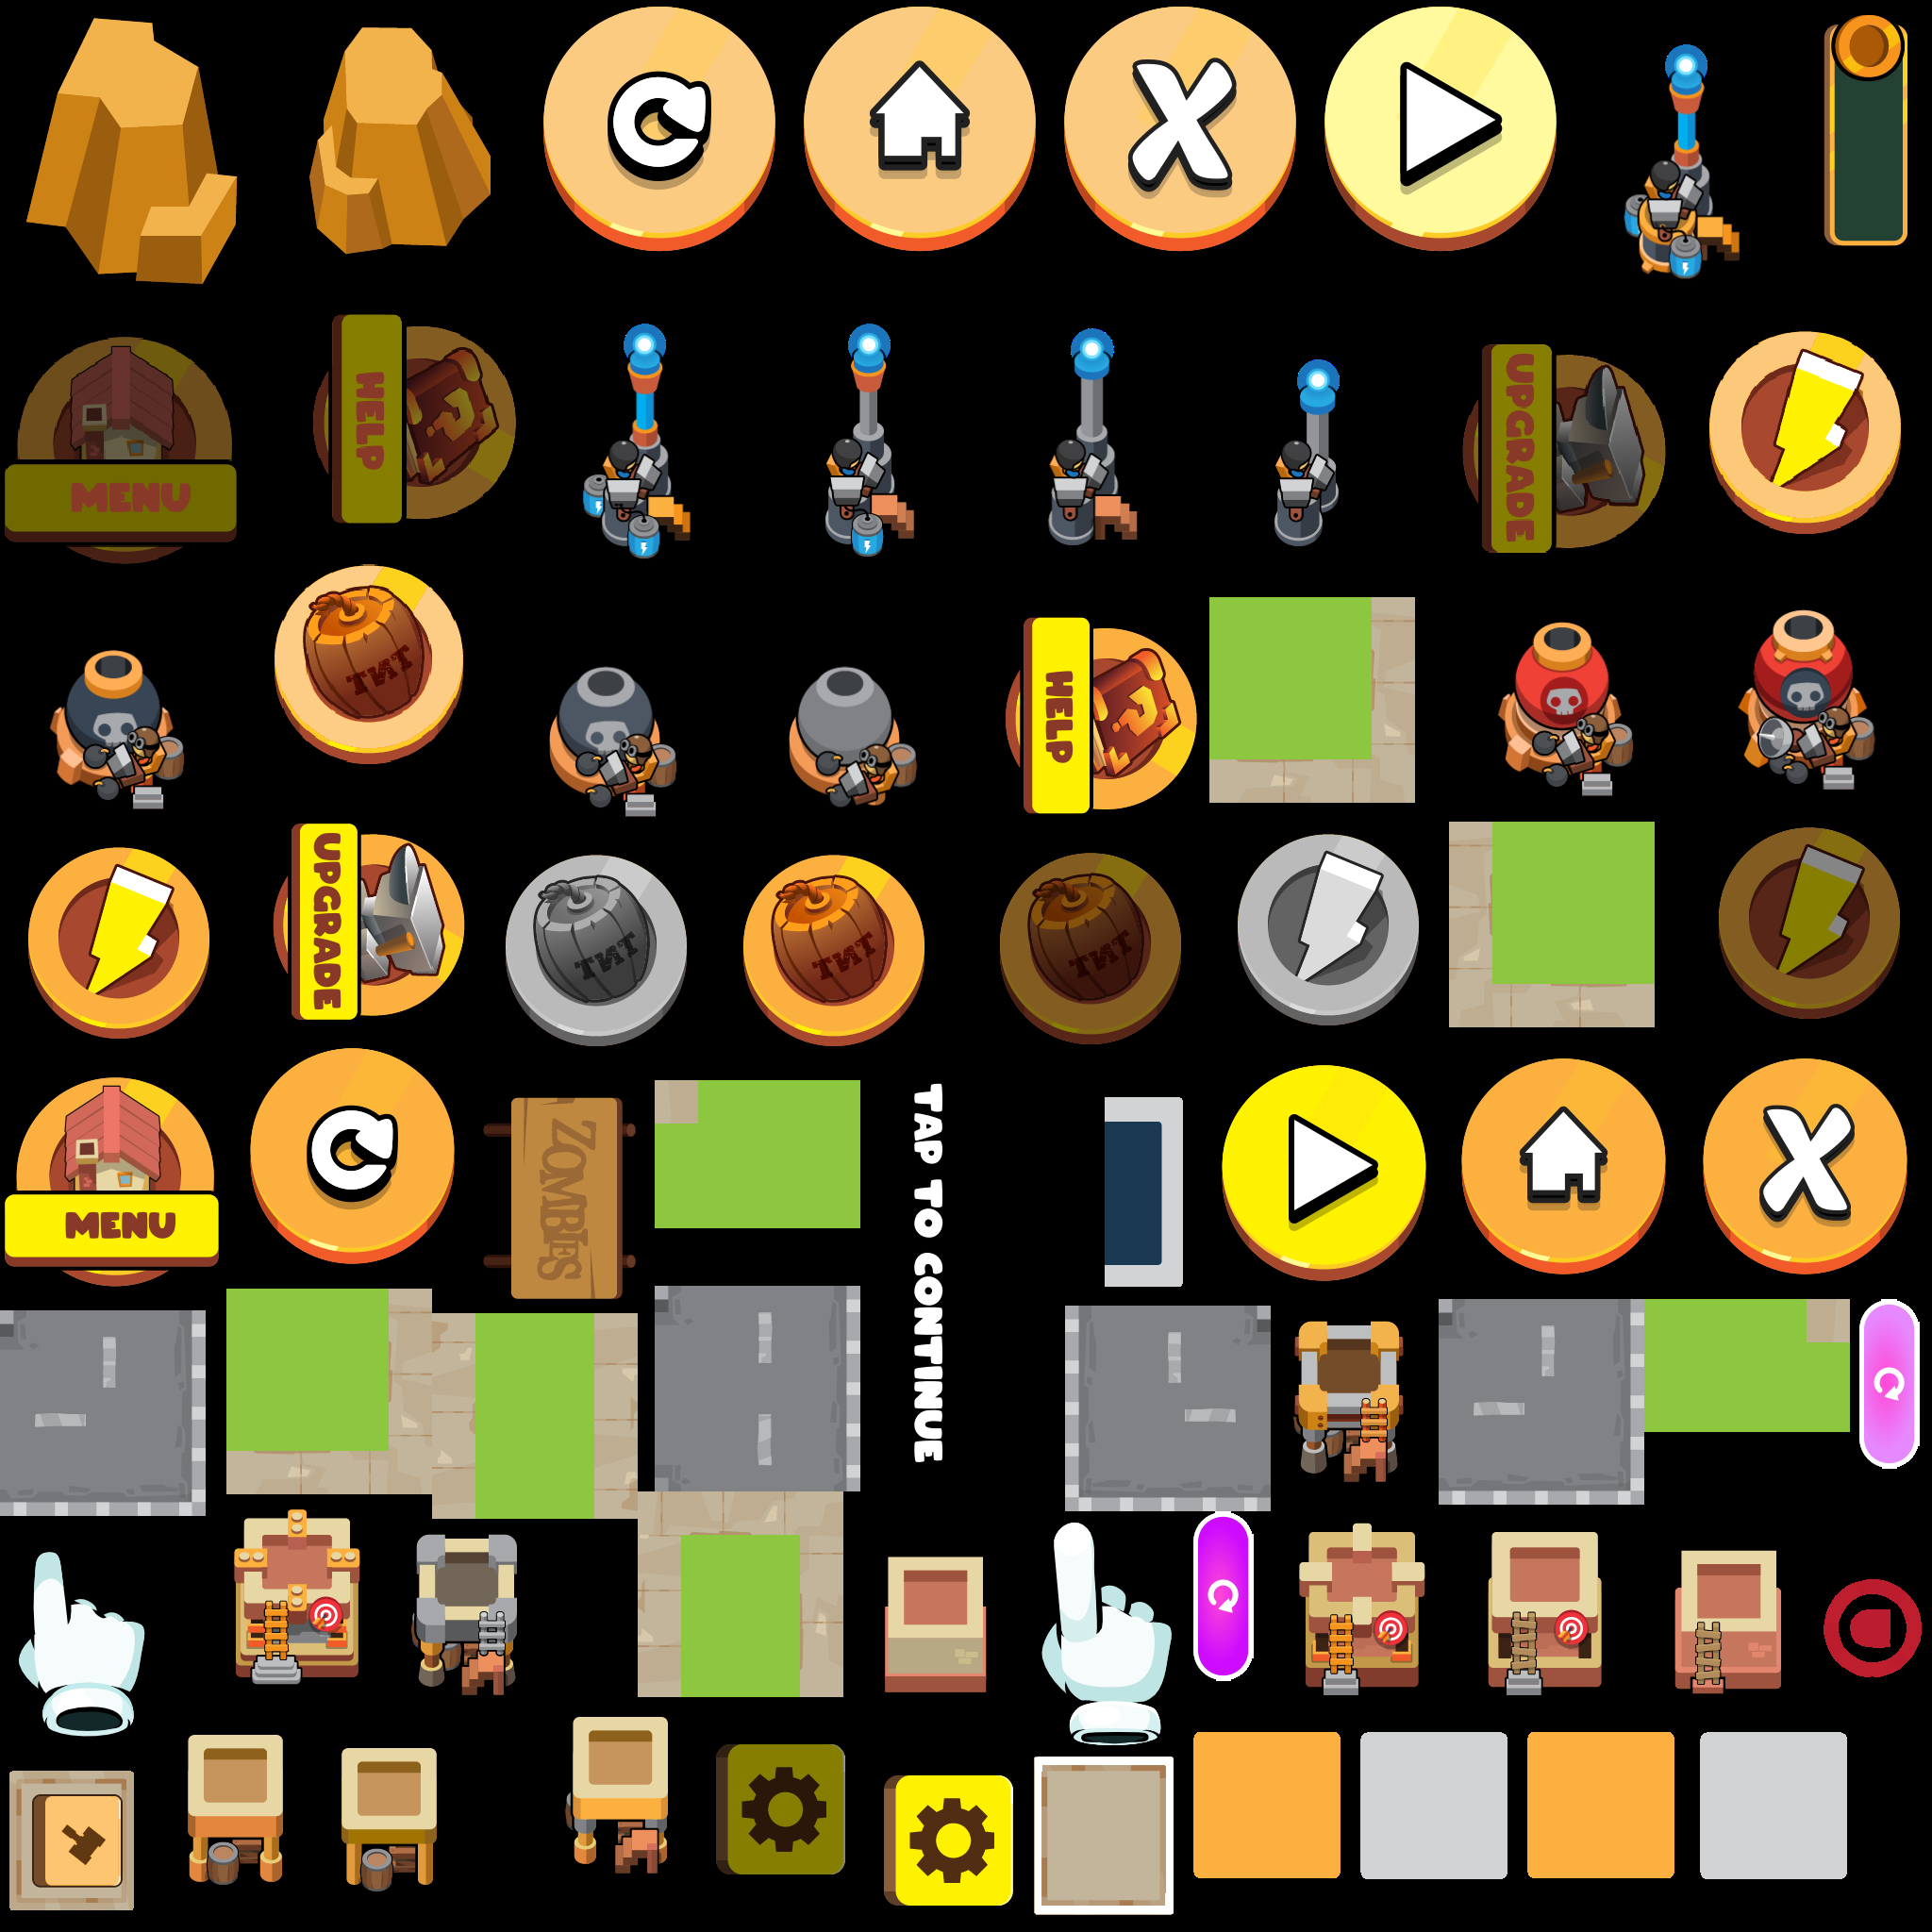 MENU
HELP
UPGRADE
TNT
HELP
UPGRADE
TNT
TNT
TNT
MENU
ZOMBIES
TAP TO CONTINUE